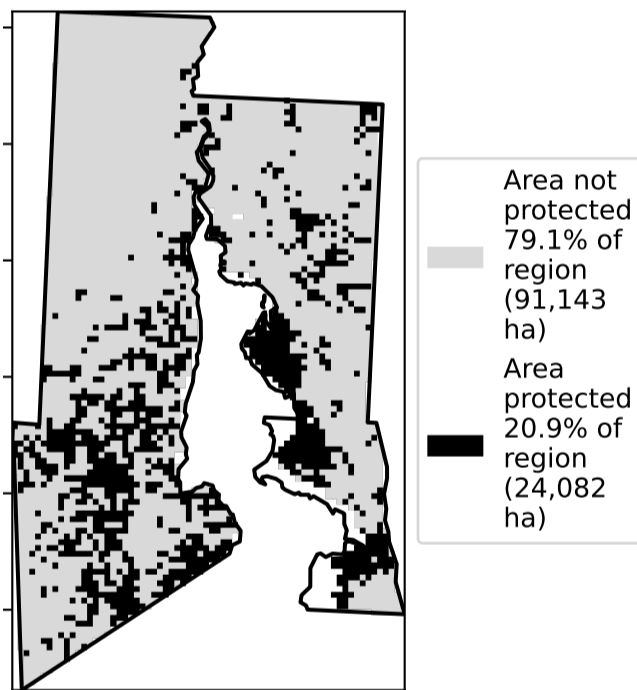 Area not
protected
79.1% of
region
(91,143
ha)
Area
protected
20.9% of
region
(24,082
ha)